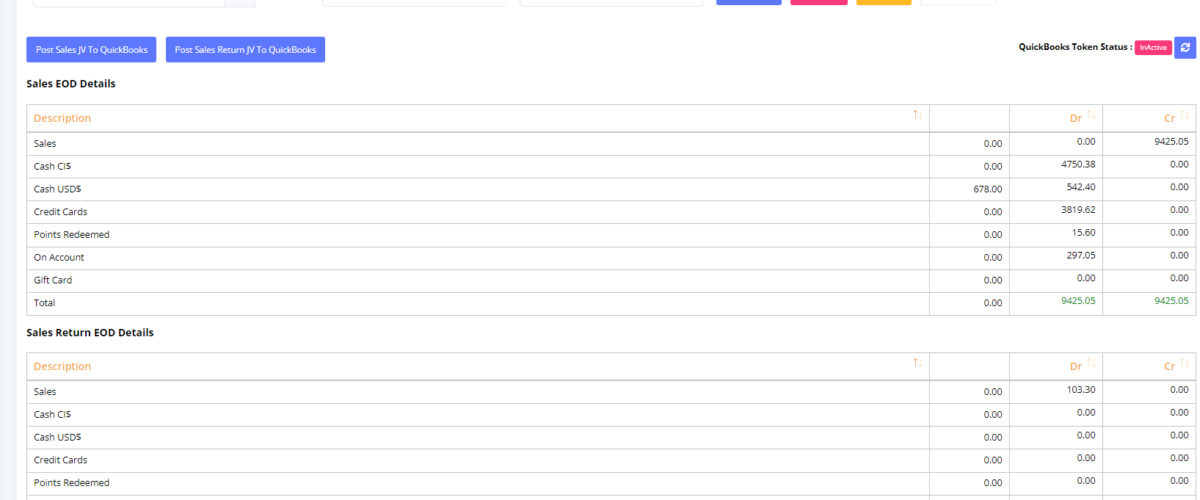 Post Sales JV To QuickBooks Post Sales Return JV To QuickBooks QuickBooks Token Status : InActive
Sales EOD Details
Description Dr Cr
Sales 0.00 0.00 9425.05
Cash CI$ 0.00 4750.38 0.00
Cash USD$ 678.00 542.40 0.00
Credit Cards 0.00 3819.62 0.00
Points Redeemed 0.00 15.60 0.00
On Account 0.00 297.05 0.00
Gift Card 0.00 0.00 0.00
Total 0.00 9425.05 9425.05
Sales Return EOD Details
Description Dr Cr
Sales 0.00 103.30 0.00
Cash CI$ 0.00 0.00 0.00
Cash USD$ 0.00 0.00 0.00
Credit Cards 0.00 0.00 0.00
Points Redeemed 0.00 0.00 0.00